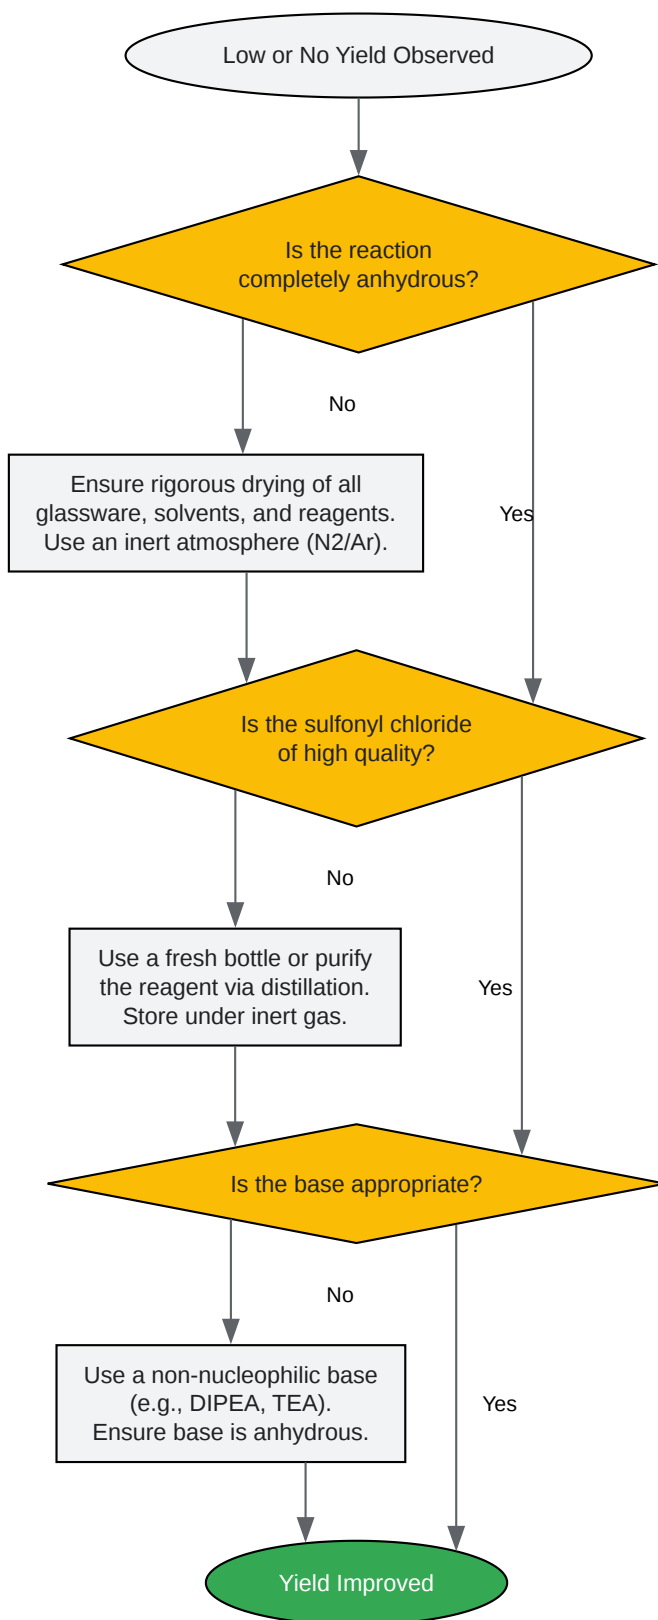 Low or No Yield Observed
Is the reaction
completely anhydrous?
No
Ensure rigorous drying of all
glassware, solvents, and reagents.
Use an inert atmosphere (N2/Ar).
Yes
Is the sulfonyl chloride
of high quality?
No
Use a fresh bottle or purify
the reagent via distillation.
Store under inert gas.
Yes
Is the base appropriate?
No
Use a non-nucleophilic base
(e.g., DIPEA, TEA).
Ensure base is anhydrous.
Yes
Yield Improved